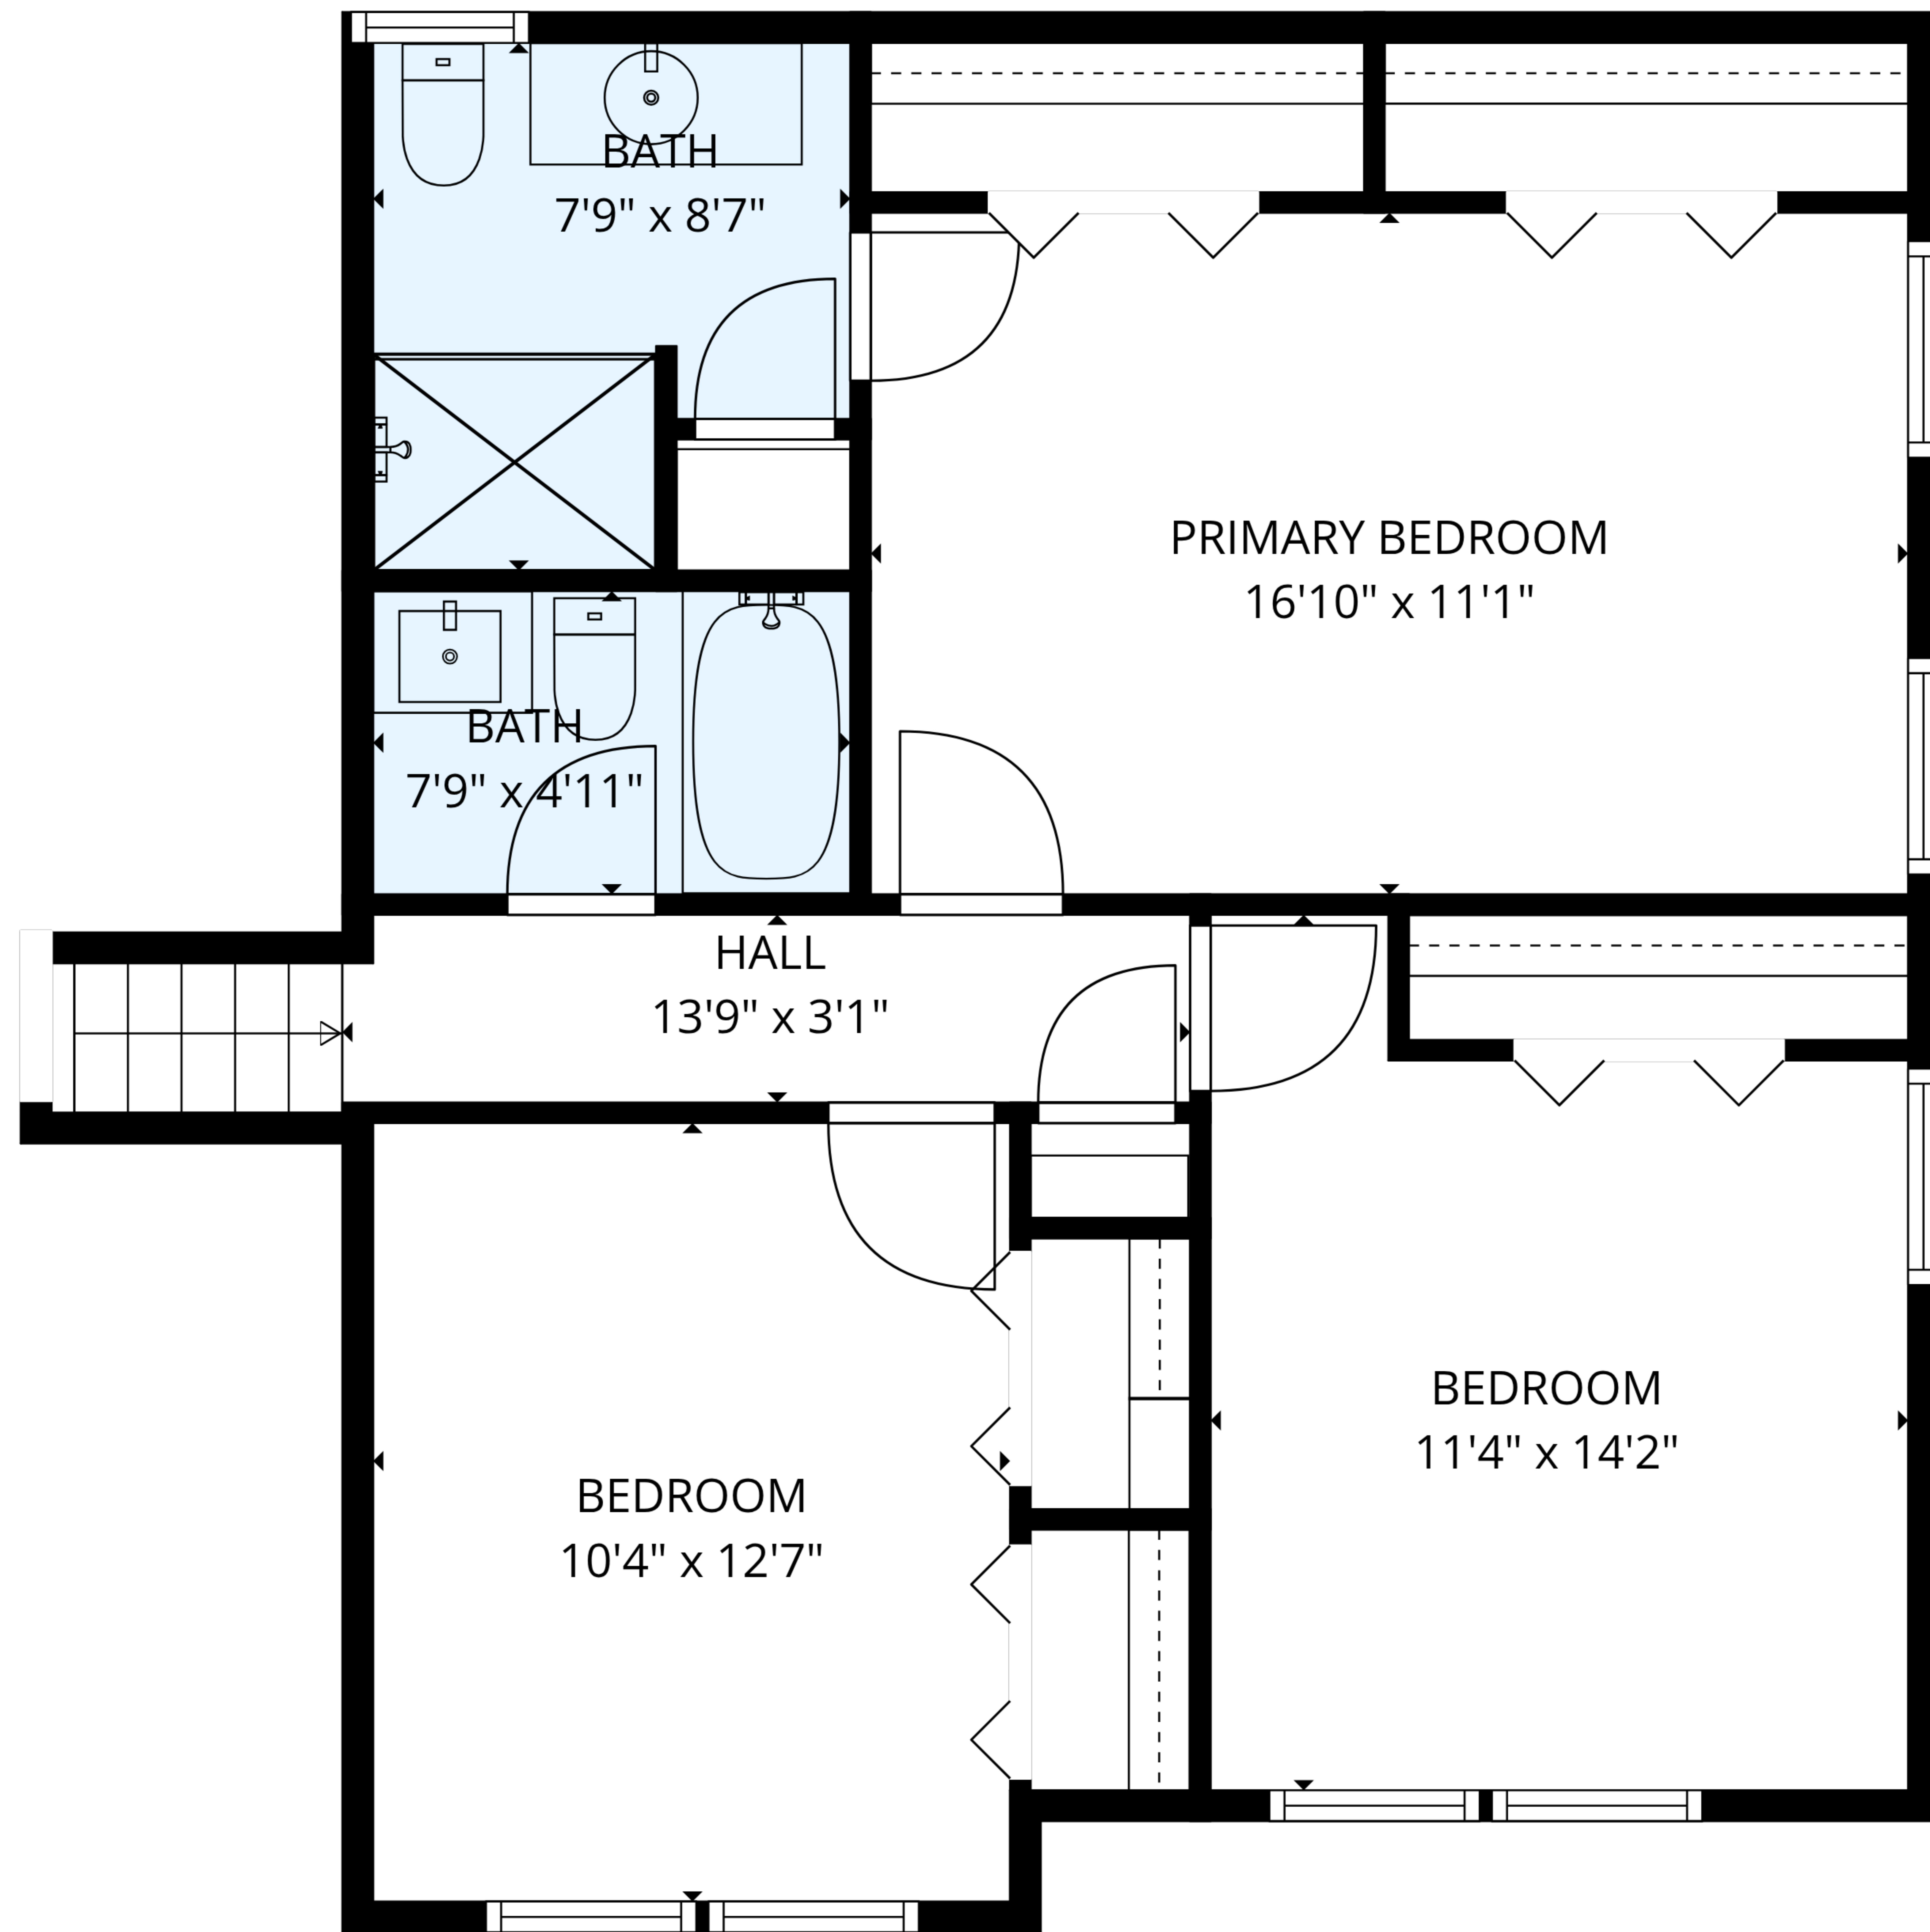 BATH
7'9" x 8'7"
PRIMARY BEDROOM
16'10" x 11'1"
BATH
7'9" x 4'11"
HALL
13'9" x 3'1"
BEDROOM
11'4" x 14'2"
BEDROOM
10'4" x 12'7"